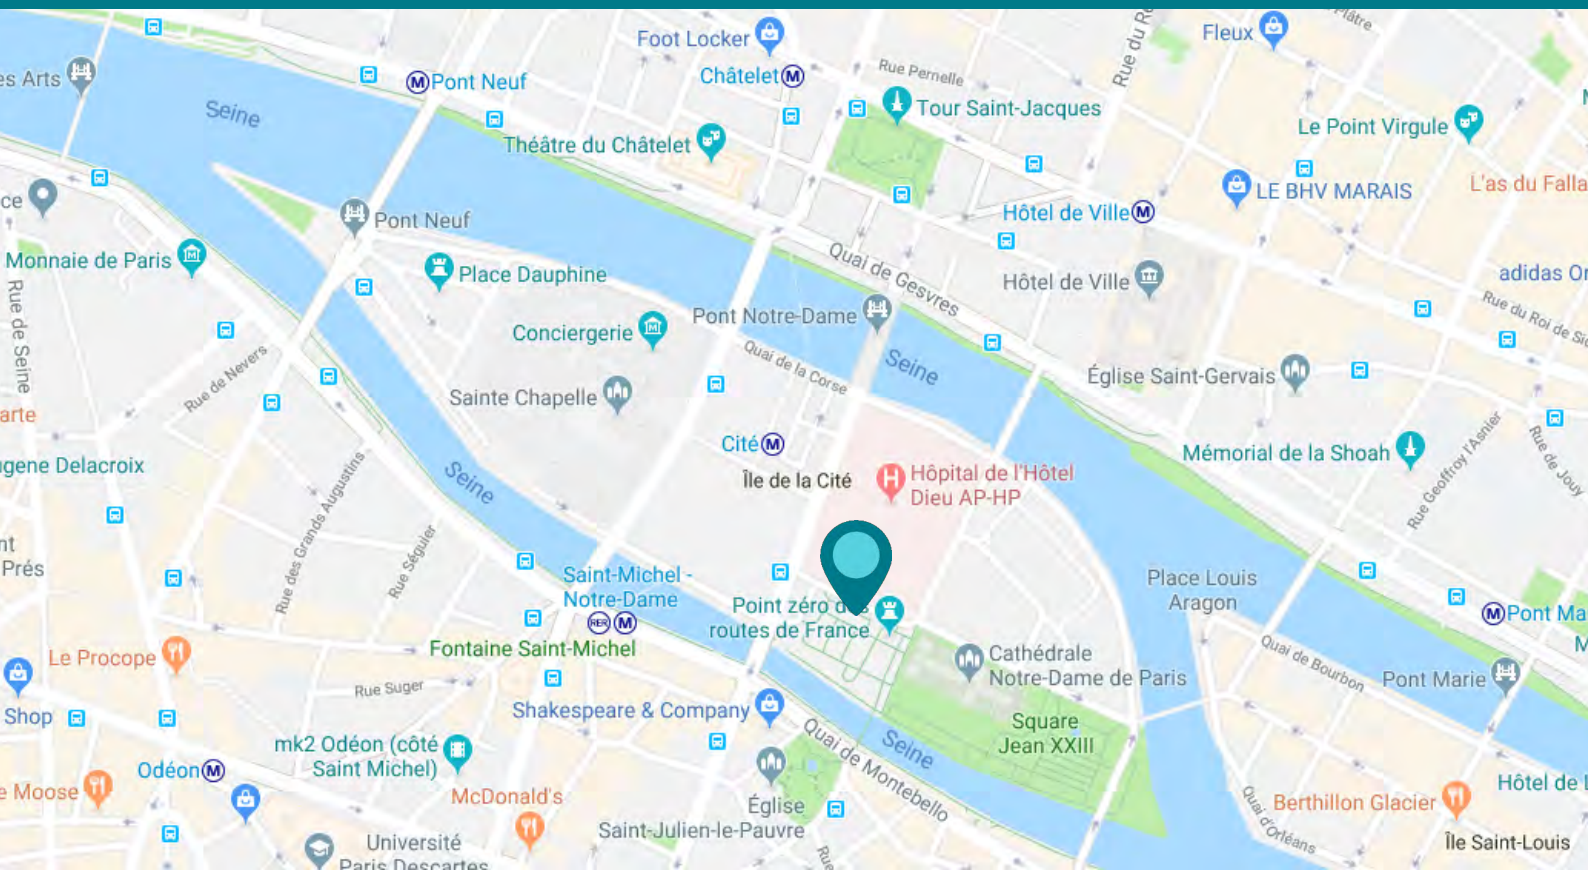 Foot Locker
Fleux
Plâtre
Rue du R
es Arts
Pont Neuf
Châtelet
Rue Pernelle
Seine
Tour Saint-Jacques
Le Point Virgule
Théâtre du Châtelet
L'as du Falla
LE BHV MARAIS
ce
Hôtel de Ville
Pont Neuf
Monnaie de Paris
Place Dauphine
Quai de Gesvres
Hôtel de Ville
adidas Or
Rue du Roi de Sic
Rue de Seine
Conciergerie
Pont Notre-Dame
Quai de la Corse
Seine
Rue de Nevers
Sainte Chapelle
Église Saint-Gervais
arte
Cité
Mémorial de la Shoah
Rue Geoffroy l'Asnier
Rue de Jouy
gene Delacroix
Seine
Île de la Cité
Hôpital de l'Hôtel
Dieu AP-HP
Rue des Grands Augustins
Rue Séguier
nt
Prés
Saint-Michel -
Notre-Dame
RER
Place Louis
Aragon
Point zéro des
routes de France
Pont Ma
M
Fontaine Saint-Michel
Le Procope
Cathédrale
Notre-Dame de Paris
Quai de Bourbon
Pont Marie
Rue Suger
Shop
Shakespeare & Company
Square
Jean XXIII
Seine
Quai de Montebello
mk2 Odéon (côté
Saint Michel)
Odéon
e Moose
McDonald's
Église
Saint-Julien-le-Pauvre
Hôtel de L
Berthillon Glacier
Quai d'Orléans
Île Saint-Louis
Université
Paris Descartes
Rue